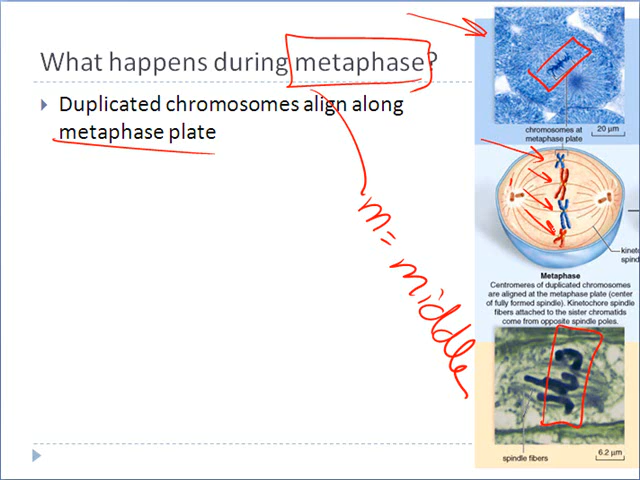 What happens during metaphase?
Duplicated chromosomes align along
metaphase plate
m = middle
chromosomes at
metaphase plate
20 µm
Metaphase
Centromeres of duplicated chromosomes
are aligned at the metaphase plate (center
of fully formed spindle). Kinetochore spindle
fibers attached to the sister chromatids
come from opposite spindle poles.
spindle fibers
6.2 µm